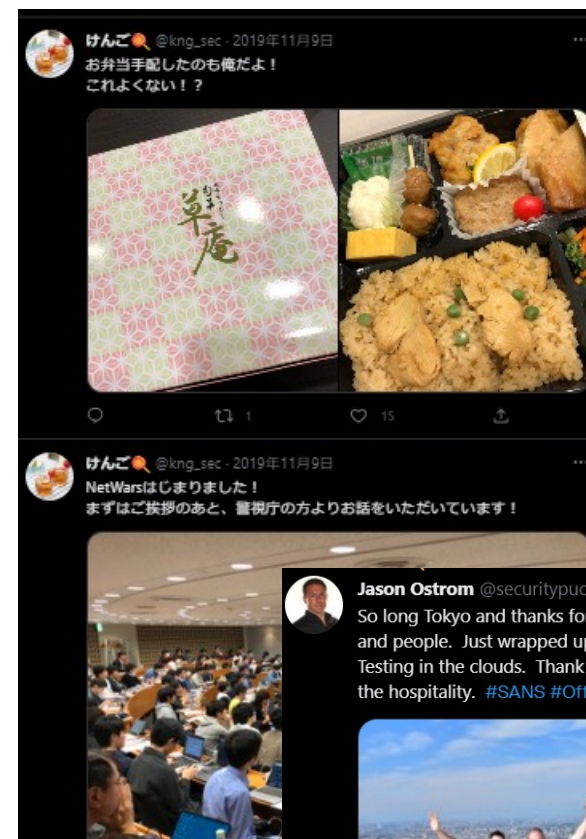 けんご @kng_sec · 2019年11月9日
お弁当手配したのも俺だよ！
これよくない！？
草庵
1
15
けんご @kng_sec · 2019年11月9日
NetWarsはじまりました！
まずはご挨拶のあと、警視庁の方よりお話をいただいています！
Jason Ostrom @securitypuc
So long Tokyo and thanks for
and people. Just wrapped up
Testing in the clouds. Thank
the hospitality. #SANS #Off